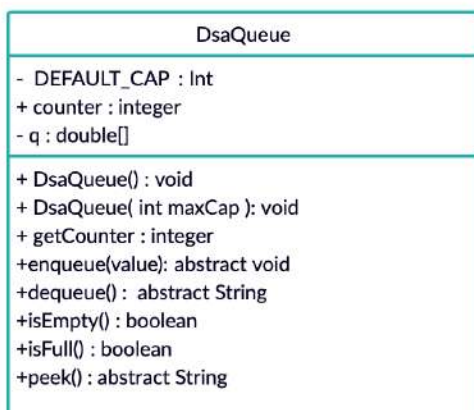 DsaQueue
- DEFAULT_CAP : Int
+ counter : integer
- q : double[]
+ DsaQueue() : void
+ DsaQueue( int maxCap ): void
+ getCounter : integer
+enqueue(value): abstract void
+dequeue() : abstract String
+isEmpty() : boolean
+isFull() : boolean
+peek() : abstract String